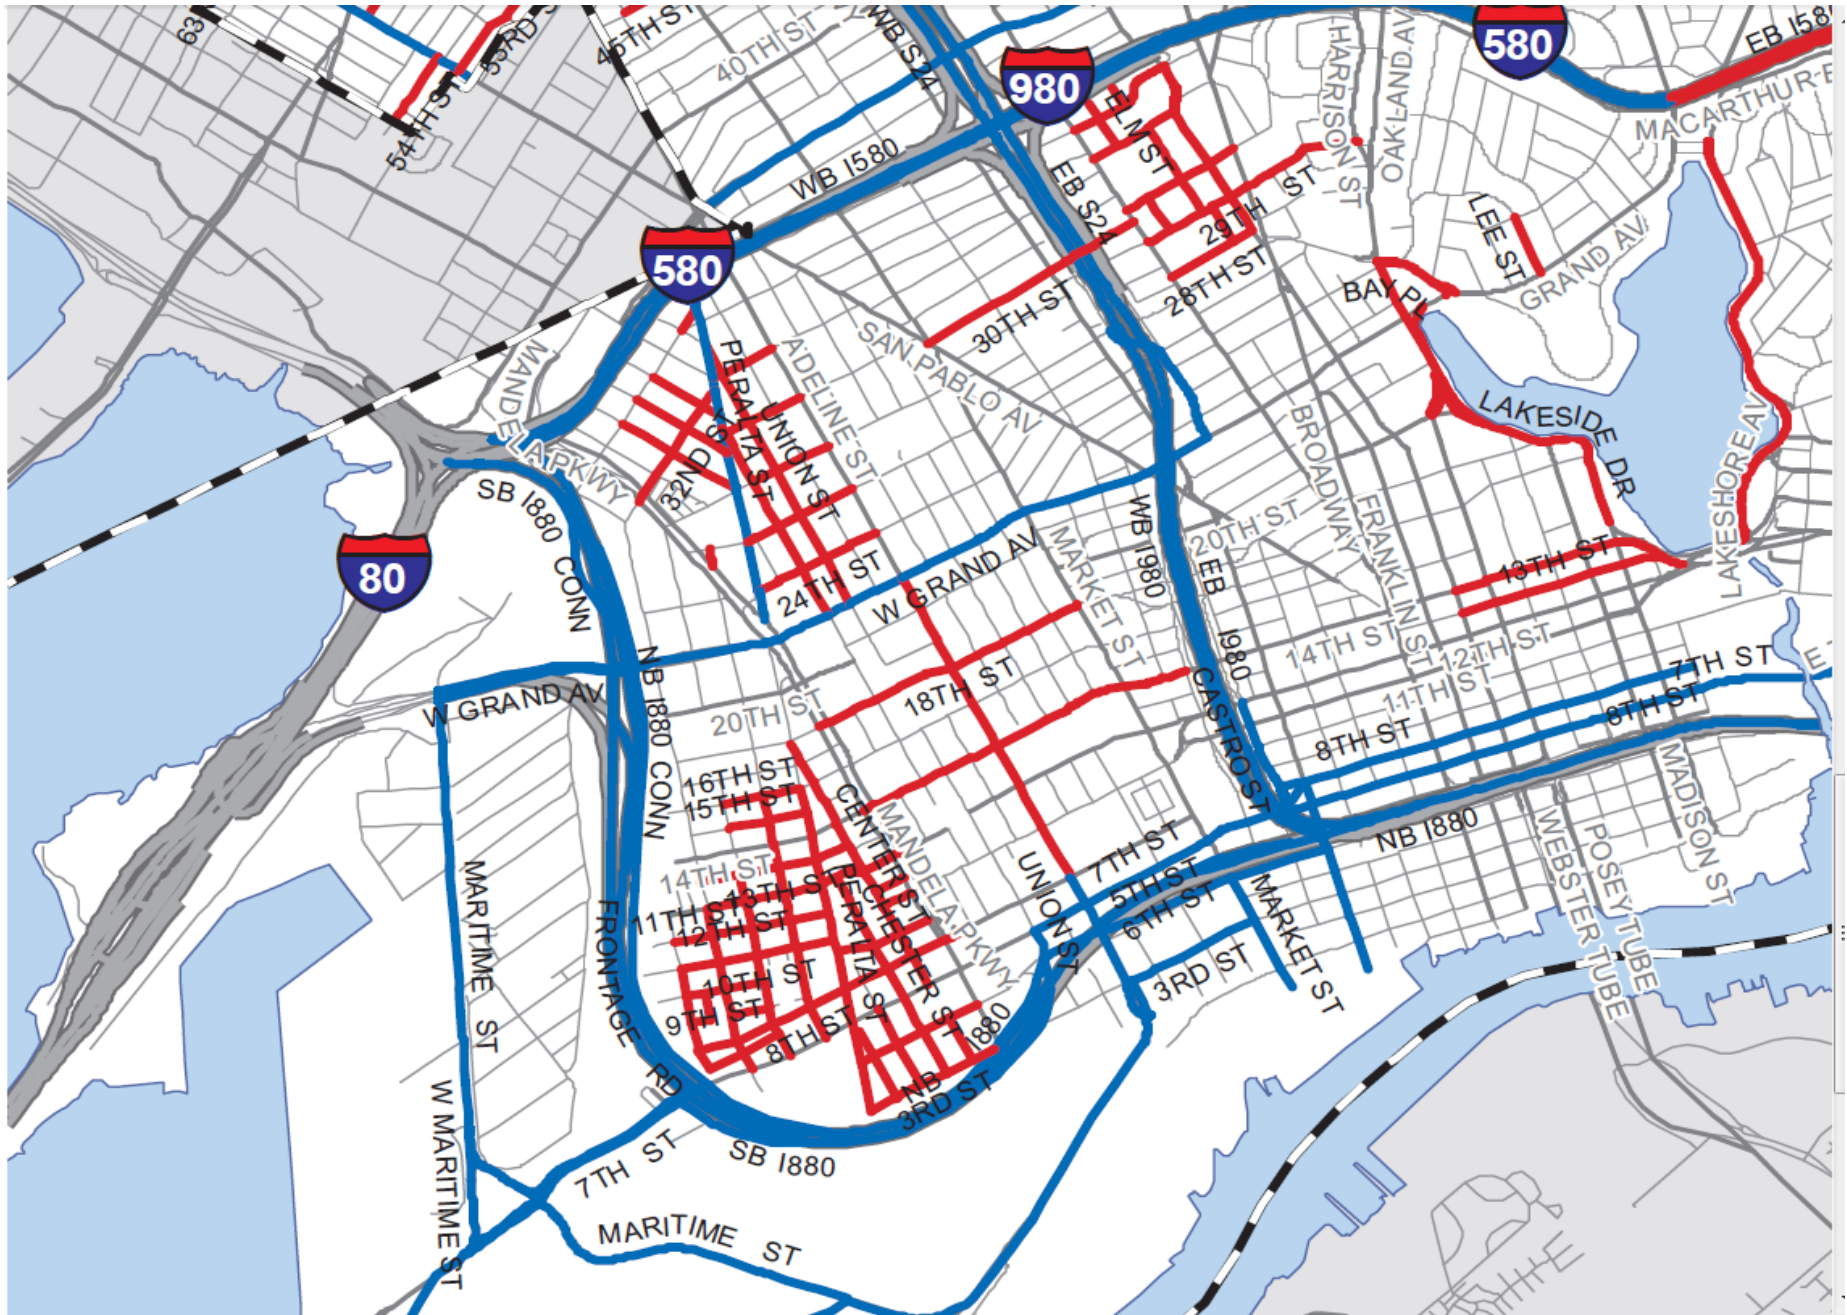 63
53RD S
54TH ST
45TH ST
40TH ST
WB S24
980
580
EB I58
MACARTHUR B
HARRISON ST
OAKLAND AV
ELM ST
WB I580
EB S24
29TH ST
28TH ST
LEE ST
GRAND AV
BAY PL
580
30TH ST
SAN PABLO AV
MANDELA PKWY
PERALTA ST
ADELINE ST
UNION ST
32ND ST
LAKESIDE DR
LAKESHORE AV
BROADWAY
FRANKLIN ST
SB I880 CONN
80
24TH ST
W GRAND AV
MARKET ST
WB I980
20TH ST
EB I980
13TH ST
14TH ST
12TH ST
11TH ST
7TH ST
8TH ST
E
NB I880 CONN
W GRAND AV
20TH ST
18TH ST
CASTRO ST
8TH ST
16TH ST
15TH ST
CENTER ST
MANDELA PKWY
MADISON ST
NB I880
WEBSTER TUBE
POSEY TUBE
14TH ST
13TH ST
11TH ST
12TH ST
PERALTA ST
CHESTER ST
UNION ST
7TH ST
5TH ST
6TH ST
MARKET ST
3RD ST
MARITIME ST
FRONTAGE RD
10TH ST
9TH ST
8TH ST
NB I880
3RD ST
W MARITIME ST
7TH ST
SB I880
MARITIME ST